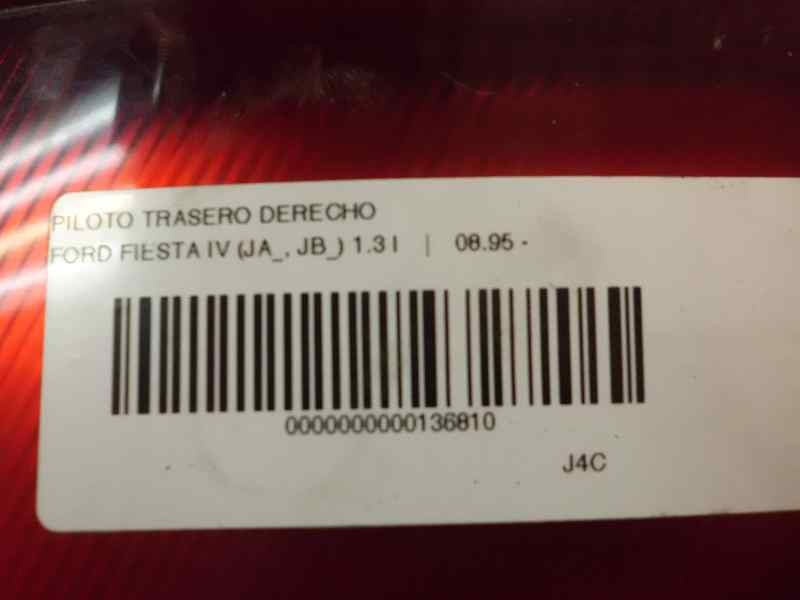 PILOTO TRASERO DERECHO
FORD FIESTA IV (JA_, JB_) 1.3 I | 08.95 -
0000000000136810
J4C